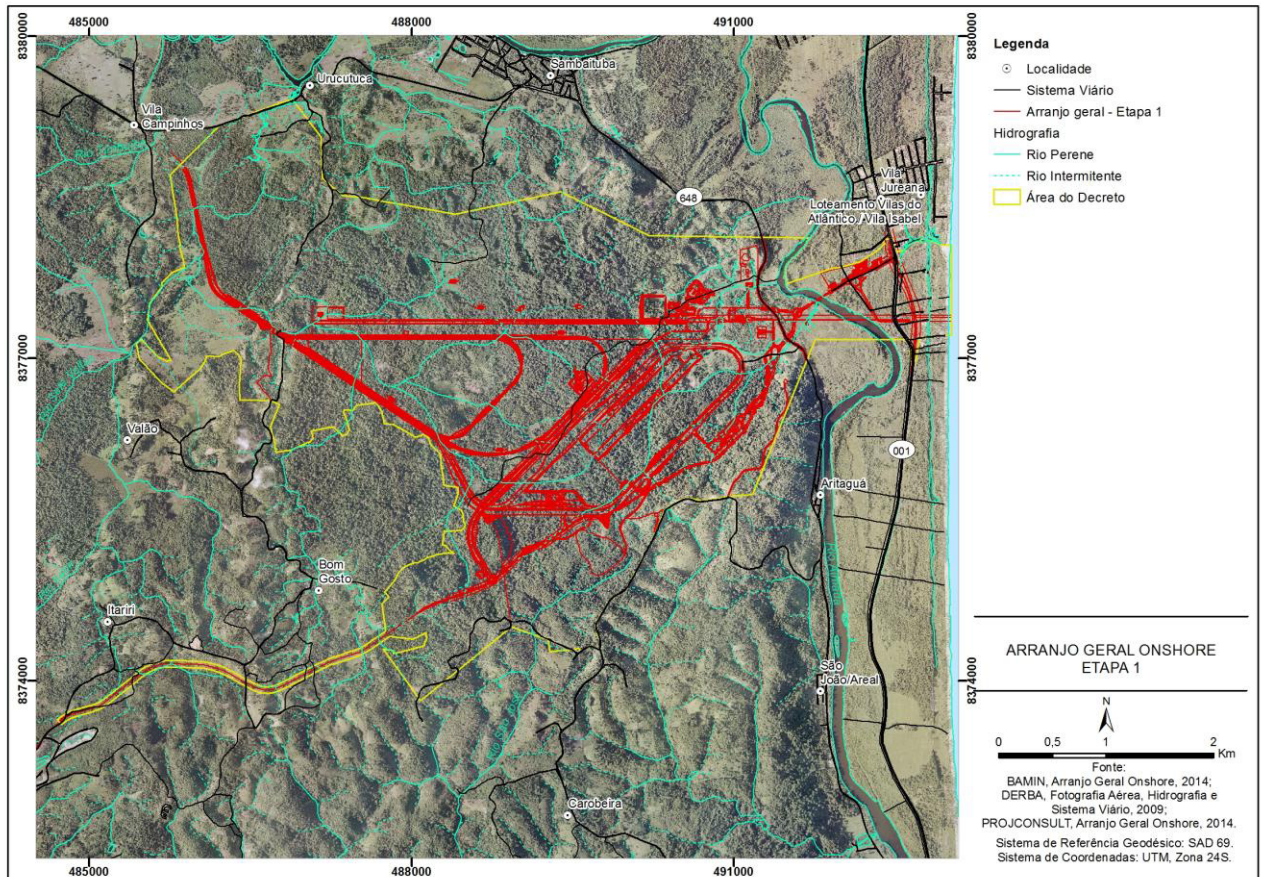 485000
488000
491000
8380000
8380000
Sambaituba
Urucutuca
Vila
Campinhos
648
Vila
Jureana
Loteamento Vilas do
Atlântico / Vila Isabel
8377000
8377000
Valão
001
Aritaguá
Bom
Gosto
Itariri
8374000
8374000
São
João/Areal
Carobeira
485000
488000
491000
Legenda
Localidade
Sistema Viário
Arranjo geral - Etapa 1
Hidrografia
Rio Perene
Rio Intermitente
Área do Decreto
ARRANJO GERAL ONSHORE
ETAPA 1
N
0 0,5 1 2
Km
Fonte:
BAMIN, Arranjo Geral Onshore, 2014;
DERBA, Fotografia Aérea, Hidrografia e
Sistema Viário, 2009;
PROJCONSULT, Arranjo Geral Onshore, 2014.
Sistema de Referência Geodésico: SAD 69.
Sistema de Coordenadas: UTM, Zona 24S.